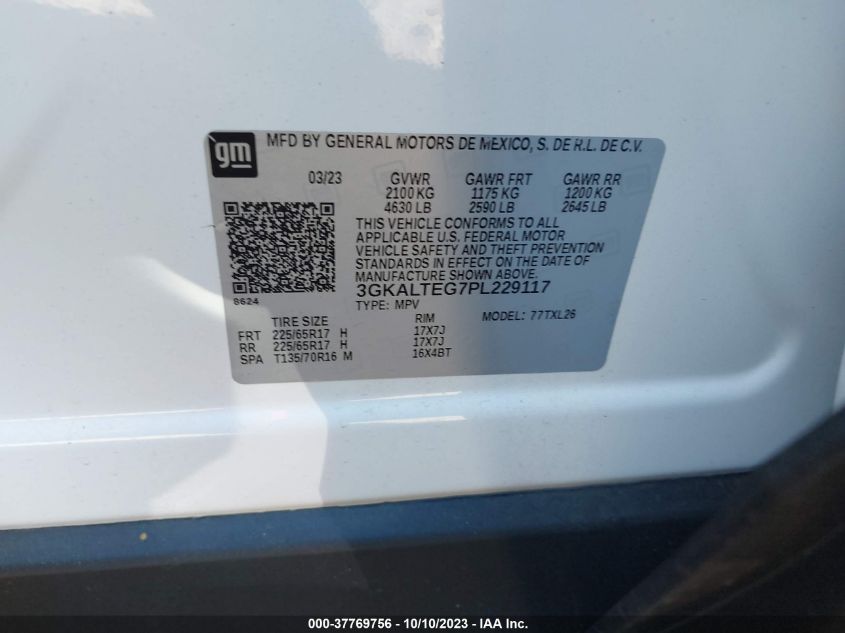 gm MFD BY GENERAL MOTORS DE MEXICO, S. DE R.L. DE C.V.
03/23 GVWR GAWR FRT GAWR RR
2100 KG 1175 KG 1200 KG
4630 LB 2590 LB 2645 LB
THIS VEHICLE CONFORMS TO ALL
APPLICABLE U.S. FEDERAL MOTOR
VEHICLE SAFETY AND THEFT PREVENTION
STANDARDS IN EFFECT ON THE DATE OF
MANUFACTURE SHOWN ABOVE.
8624 3GKALTEG7PL229117
TYPE: MPV MODEL: 77TXL26
TIRE SIZE RIM
FRT 225/65R17 H 17X7J
RR 225/65R17 H 17X7J
SPA T135/70R16 M 16X4BT
000-37769756 - 10/10/2023 - IAA Inc.